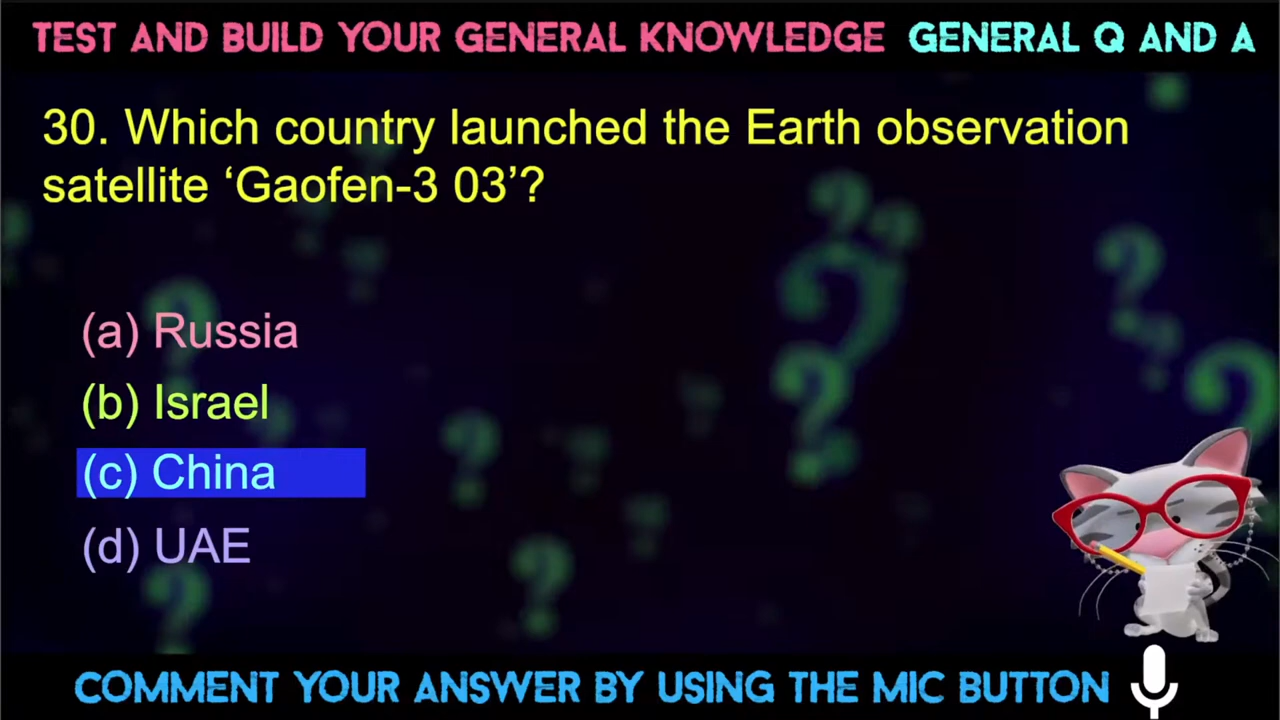 TEST AND BUILD YOUR GENERAL KNOWLEDGE GENERAL Q AND A
30. Which country launched the Earth observation
satellite ‘Gaofen-3 03’?
(a) Russia
(b) Israel
(c) China
(d) UAE
COMMENT YOUR ANSWER BY USING THE MIC BUTTON